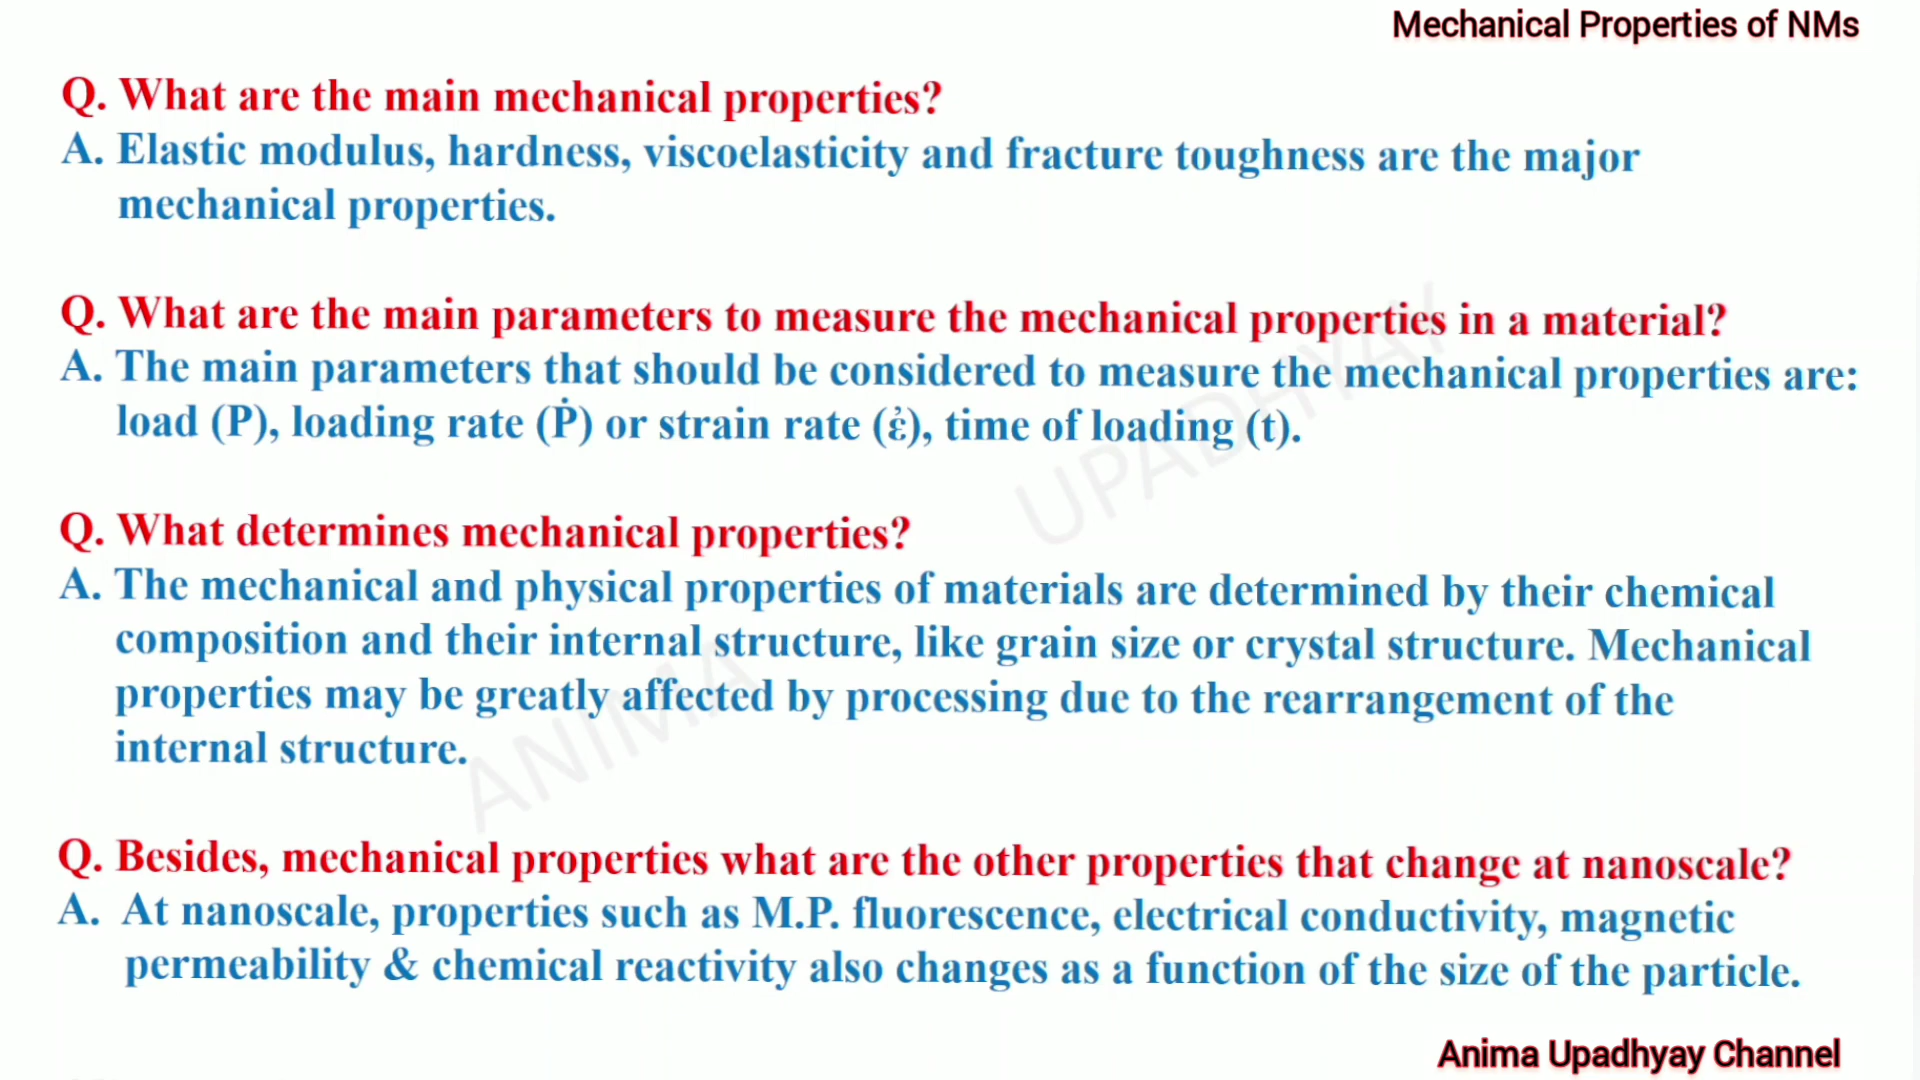 Mechanical Properties of NMs
Q. What are the main mechanical properties?
A. Elastic modulus, hardness, viscoelasticity and fracture toughness are the major
mechanical properties.
Q. What are the main parameters to measure the mechanical properties in a material?
A. The main parameters that should be considered to measure the mechanical properties are:
load (P), loading rate (Ṗ) or strain rate (ἐ), time of loading (t).
Q. What determines mechanical properties?
A. The mechanical and physical properties of materials are determined by their chemical
composition and their internal structure, like grain size or crystal structure. Mechanical
properties may be greatly affected by processing due to the rearrangement of the
internal structure.
Q. Besides, mechanical properties what are the other properties that change at nanoscale?
A. At nanoscale, properties such as M.P. fluorescence, electrical conductivity, magnetic
permeability & chemical reactivity also changes as a function of the size of the particle.
ANIMA UPADHYAY
Anima Upadhyay Channel